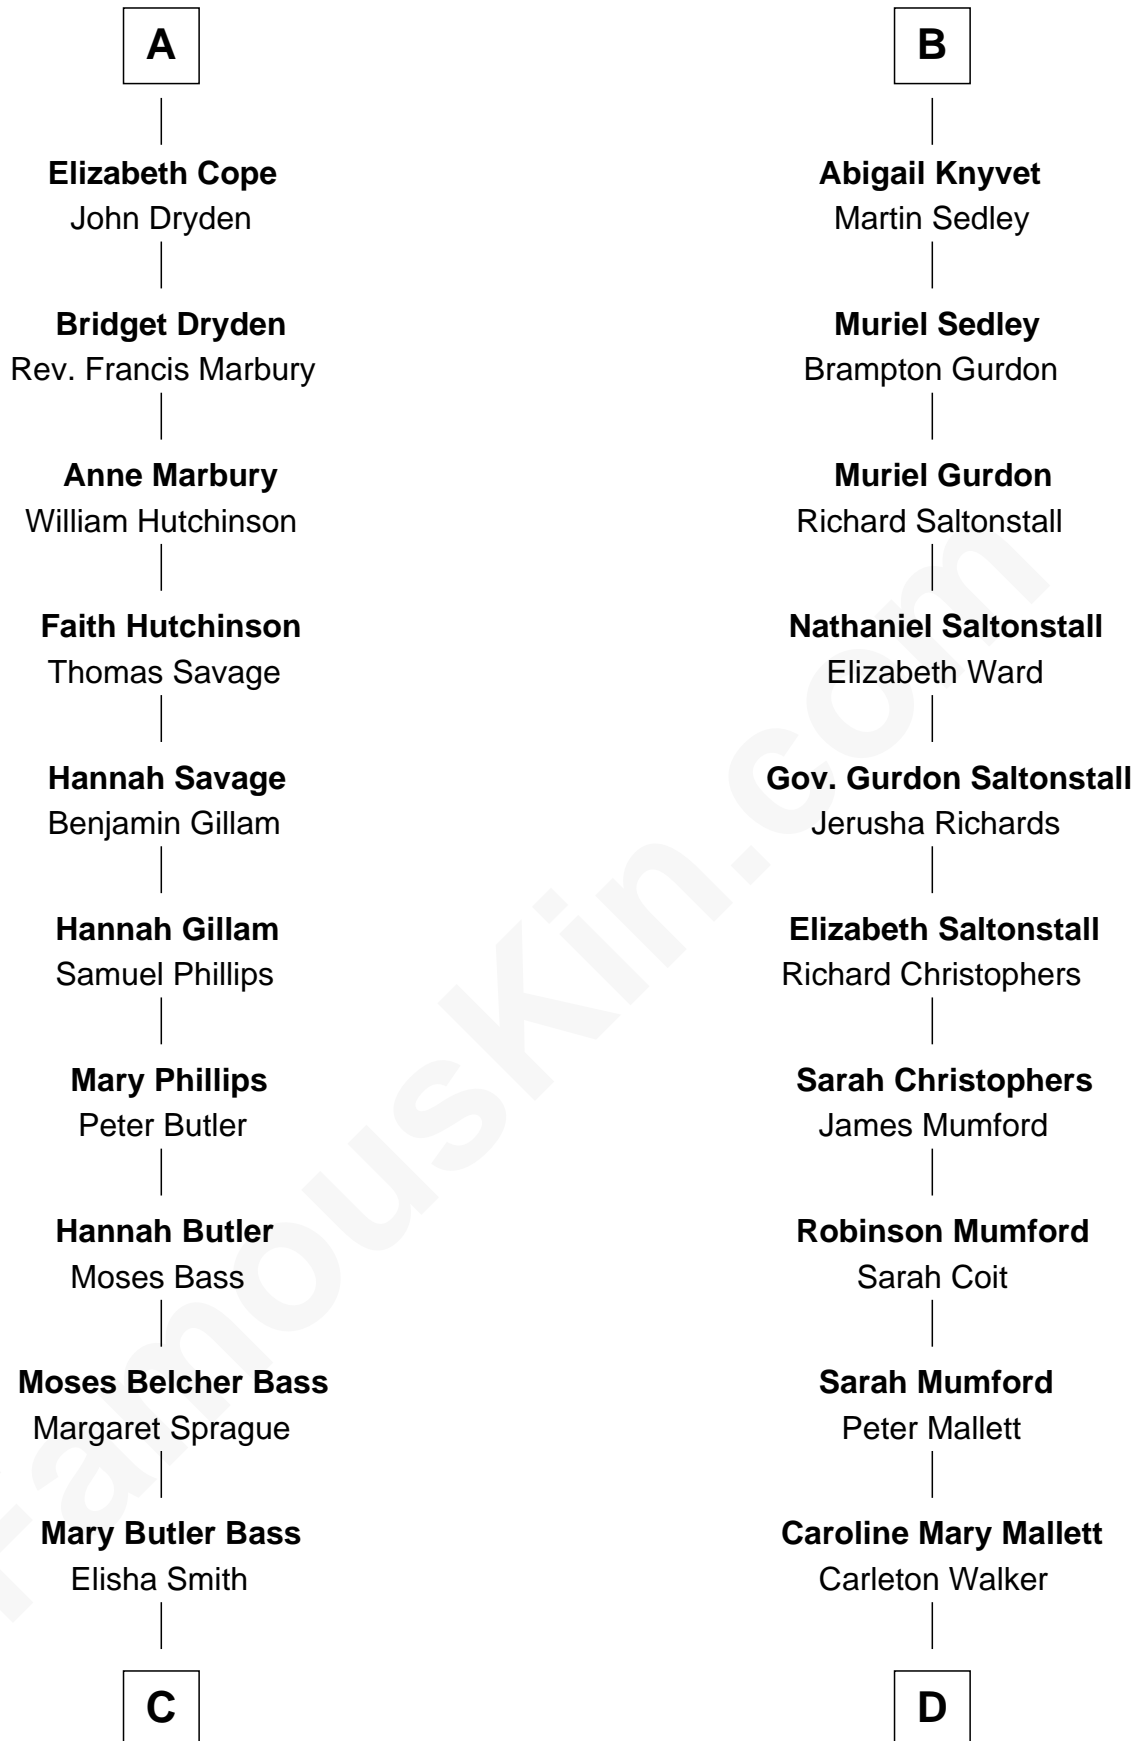 A
Elizabeth Cope
John Dryden
Bridget Dryden
Rev. Francis Marbury
Anne Marbury
William Hutchinson
Faith Hutchinson
Thomas Savage
Hannah Savage
Benjamin Gillam
Hannah Gillam
Samuel Phillips
Mary Phillips
Peter Butler
Hannah Butler
Moses Bass
Moses Belcher Bass
Margaret Sprague
Mary Butler Bass
Elisha Smith
C
B
Abigail Knyvet
Martin Sedley
Muriel Sedley
Brampton Gurdon
Muriel Gurdon
Richard Saltonstall
Nathaniel Saltonstall
Elizabeth Ward
Gov. Gurdon Saltonstall
Jerusha Richards
Elizabeth Saltonstall
Richard Christophers
Sarah Christophers
James Mumford
Robinson Mumford
Sarah Coit
Sarah Mumford
Peter Mallett
Caroline Mary Mallett
Carleton Walker
D
FamousKin.com